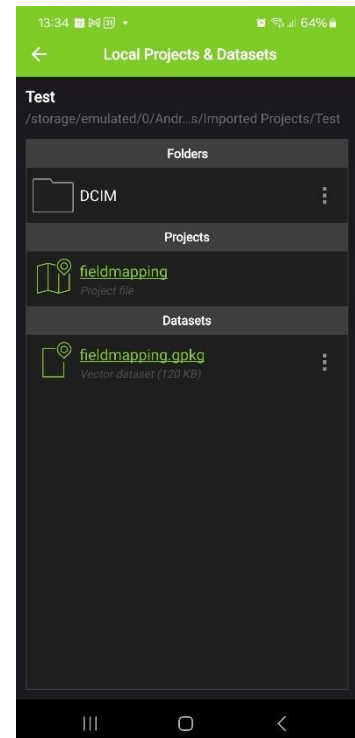 13:34
64%
Local Projects & Datasets
Test
/storage/emulated/0/Andr...s/Imported Projects/Test
Folders
DCIM
Projects
fieldmapping
Project file
Datasets
fieldmapping.gpkg
Vector dataset (120 KB)